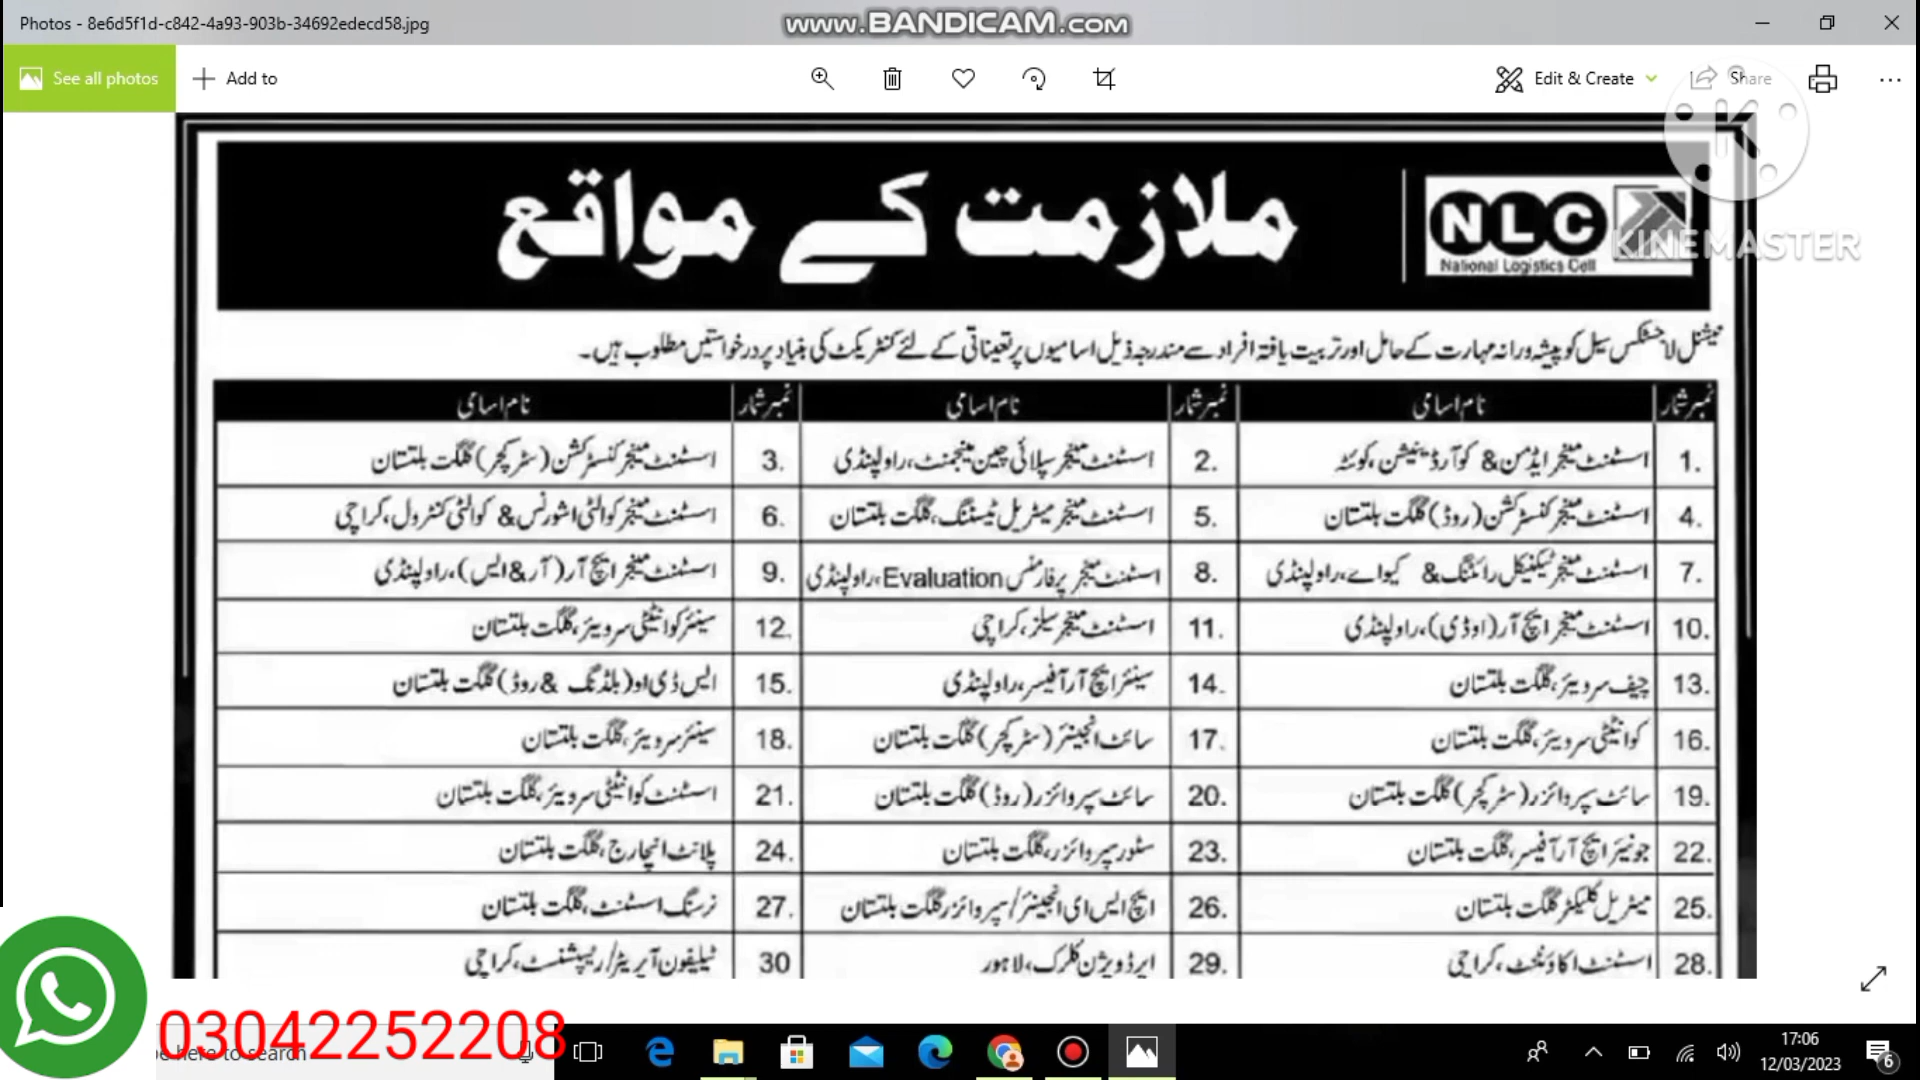 Photos - 8e6d5f1d-c842-4a93-903b-34692edecd58.jpg
www.BANDICAM.com
See all photos
Add to
Edit & Create
Share
KINEMASTER
ملازمت کے مواقع
NLC
National Logistics Cell
نیشنل لاجسٹکس سیل کو پیشہ ورانہ مہارت کے حامل اور تربیت یافتہ افراد سے مندرجہ ذیل اسامیوں پر تعیناتی کے لئے کنٹریکٹ کی بنیاد پر درخواستیں مطلوب ہیں۔
نمبر شمار نام اسامی نمبر شمار نام اسامی نمبر شمار نام اسامی
1. اسسٹنٹ منیجر ایڈمن & کوآرڈینیشن، کوئٹہ 2. اسسٹنٹ منیجر سپلائی چین مینجمنٹ، راولپنڈی 3. اسسٹنٹ منیجر کنسٹرکشن (سٹرکچر) گلگت بلتستان
4. اسسٹنٹ منیجر کنسٹرکشن (روڈ) گلگت بلتستان 5. اسسٹنٹ منیجر میٹریل ٹیسٹنگ، گلگت بلتستان 6. اسسٹنٹ منیجر کوالٹی اشورنس & کوالٹی کنٹرول، کراچی
7. اسسٹنٹ منیجر ٹیکنیکل رائٹنگ & کیو اے، راولپنڈی 8. اسسٹنٹ منیجر پرفارمنس Evaluation، راولپنڈی 9. اسسٹنٹ منیجر ایچ آر (آر & ایس)، راولپنڈی
10. اسسٹنٹ منیجر ایچ آر (او ڈی)، راولپنڈی 11. اسسٹنٹ منیجر سیلز، کراچی 12. سینئر کوانٹیٹی سرویئر، گلگت بلتستان
13. چیف سرویئر، گلگت بلتستان 14. سینئر ایچ آر آفیسر، راولپنڈی 15. ایس ڈی او (بلڈنگ & روڈ) گلگت بلتستان
16. کوانٹیٹی سرویئر، گلگت بلتستان 17. سائٹ انجینئر (سٹرکچر) گلگت بلتستان 18. سینئر سرویئر، گلگت بلتستان
19. سائٹ سپروائزر (سٹرکچر) گلگت بلتستان 20. سائٹ سپروائزر (روڈ) گلگت بلتستان 21. اسسٹنٹ کوانٹیٹی سرویئر، گلگت بلتستان
22. جونیئر ایچ آر آفیسر، گلگت بلتستان 23. سٹور سپروائزر، گلگت بلتستان 24. پلانٹ انچارج، گلگت بلتستان
25. میٹریل کلیکٹر گلگت بلتستان 26. ایچ ایس ای انجینئر/سپروائزر گلگت بلتستان 27. نرسنگ اسسٹنٹ، گلگت بلتستان
28. اسسٹنٹ اکاؤنٹنٹ، کراچی 29. اپر ڈویژن کلرک، لاہور 30 ٹیلیفون آپریٹر/ریسپشنسٹ، کراچی
03042252208
here to search
17:06
12/03/2023
6